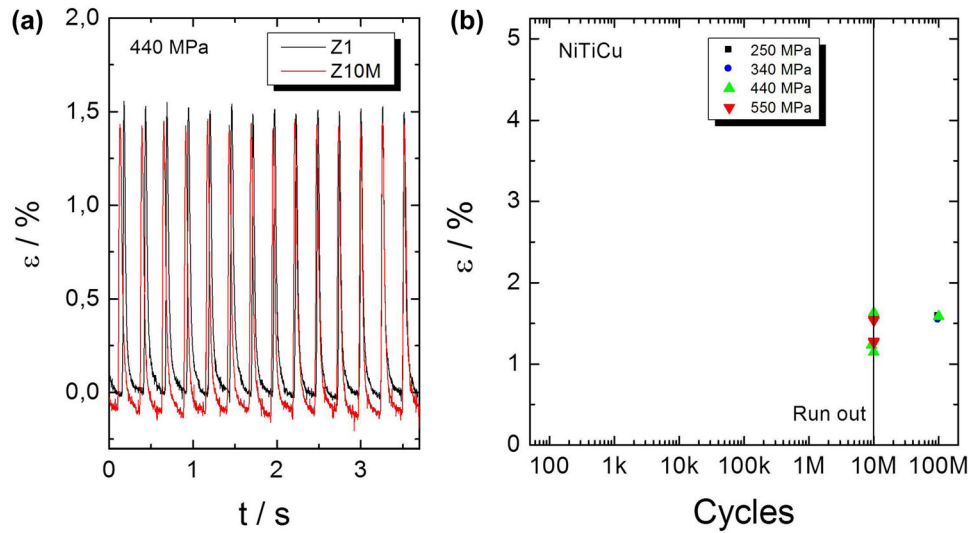 (a)
2,0
1,5
1,0
0,5
0,0
ε / %
440 MPa
Z1
Z10M
0 1 2 3
t / s
(b)
5
4
3
2
1
0
ε / %
NiTiCu
250 MPa
340 MPa
440 MPa
550 MPa
Run out
100 1k 10k 100k 1M 10M 100M
Cycles